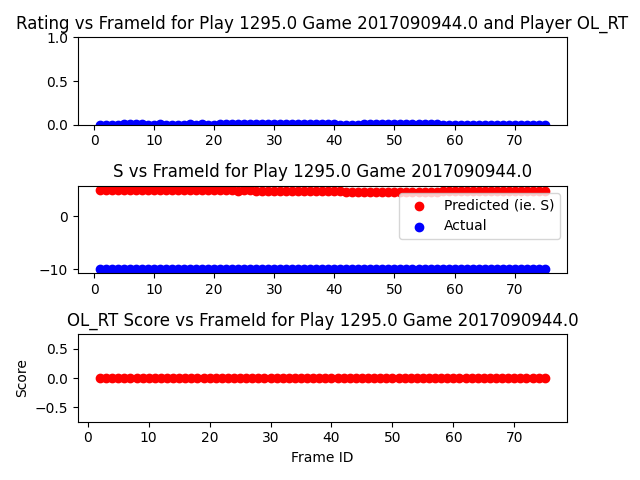 Rating vs FrameId for Play 1295.0 Game 2017090944.0 and Player OL_RT
1.0
0.5
0.0
0 10 20 30 40 50 60 70
S vs FrameId for Play 1295.0 Game 2017090944.0
0
−10
Predicted (ie. S)
Actual
0 10 20 30 40 50 60 70
OL_RT Score vs FrameId for Play 1295.0 Game 2017090944.0
Score
0.5
0.0
−0.5
0 10 20 30 40 50 60 70
Frame ID